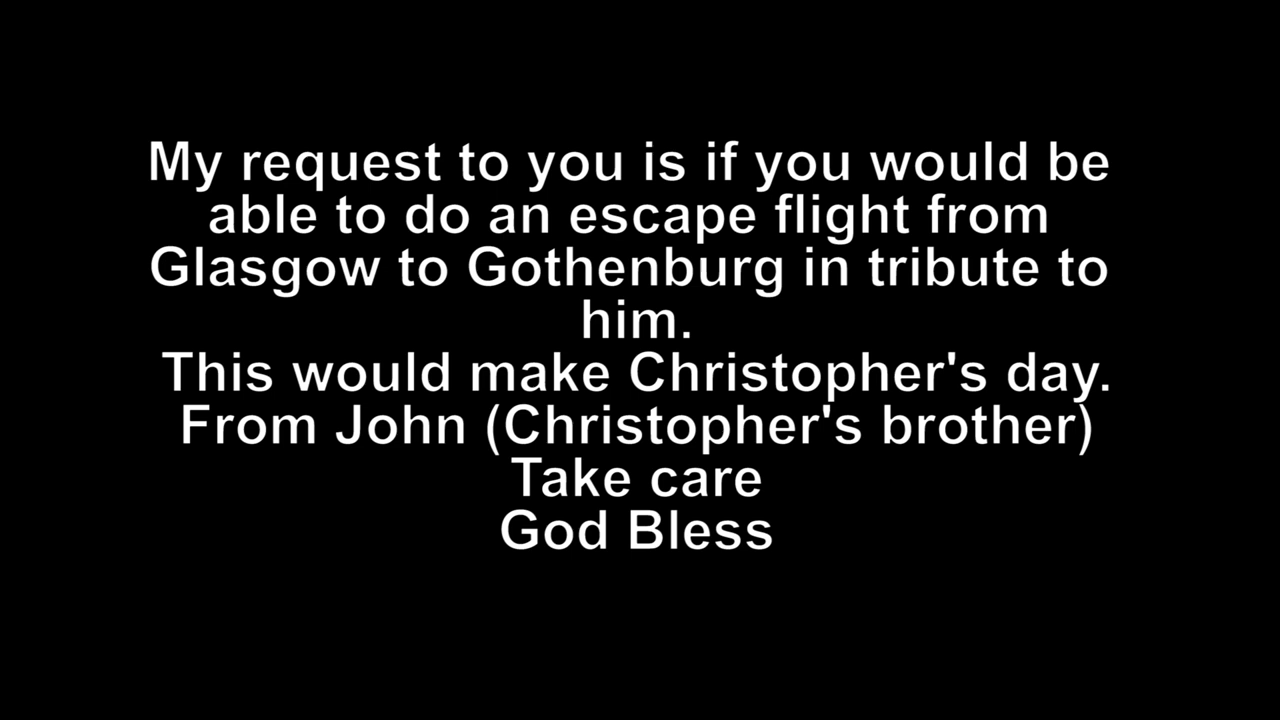 My request to you is if you would be
able to do an escape flight from
Glasgow to Gothenburg in tribute to
him.
This would make Christopher's day.
From John (Christopher's brother)
Take care
God Bless